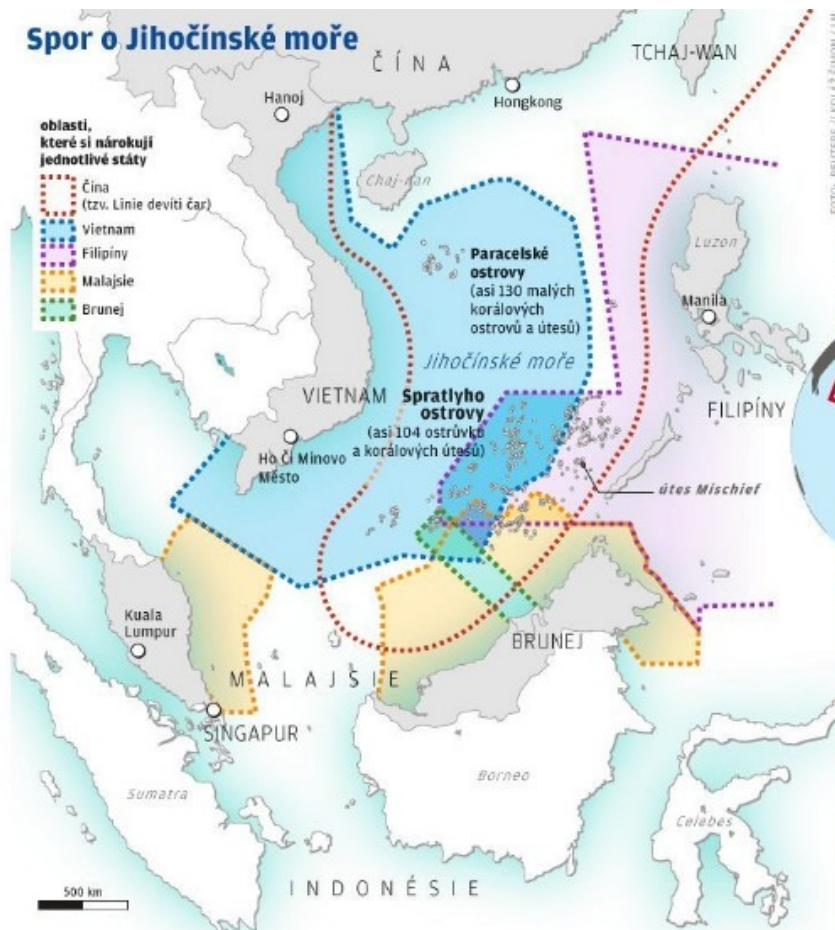 Spor o Jihočínské moře
ČÍNA
TCHAJ-WAN
Hanoj
Hongkong
oblasti,
které si nárokují
jednotlivé státy
Čína
(tzv. Linie devíti čar)
Vietnam
Filipíny
Malajsie
Brunej
Chaj-nan
Luzon
Paracelské
ostrovy
(asi 130 malých
korálových
ostrovů a útesů)
Manila
Jihočínské moře
VIETNAM
Spratlyho
ostrovy
(asi 104 ostrůvků
a korálových útesů)
FILIPÍNY
Ho Či Minovo
Město
útes Mischief
Kuala
Lumpur
BRUNEJ
MALAJSIE
SINGAPUR
Sumatra
Borneo
Celebes
500 km
INDONÉSIE